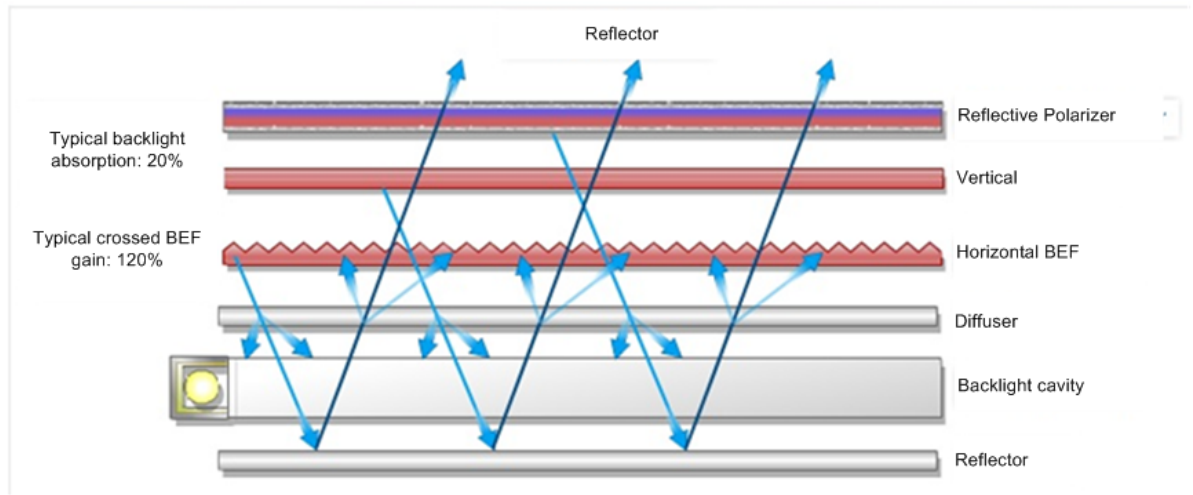 Reflector
Reflective Polarizer
Typical backlight
absorption: 20%
Vertical
Typical crossed BEF
gain: 120%
Horizontal BEF
Diffuser
Backlight cavity
Reflector